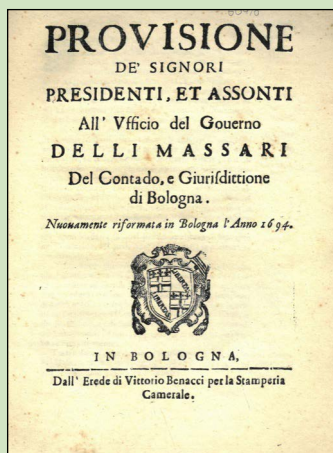 PROVISIONE
DE' SIGNORI
PRESIDENTI, ET ASSONTI
All' Vfficio del Gouerno
DELLI MASSARI
Del Contado, e Giuriſdittione
di Bologna.
Nuouamente riformata in Bologna l'Anno 1694.
IN BOLOGNA,
Dall' Erede di Vittorio Benacci per la Stamperia
Camerale.